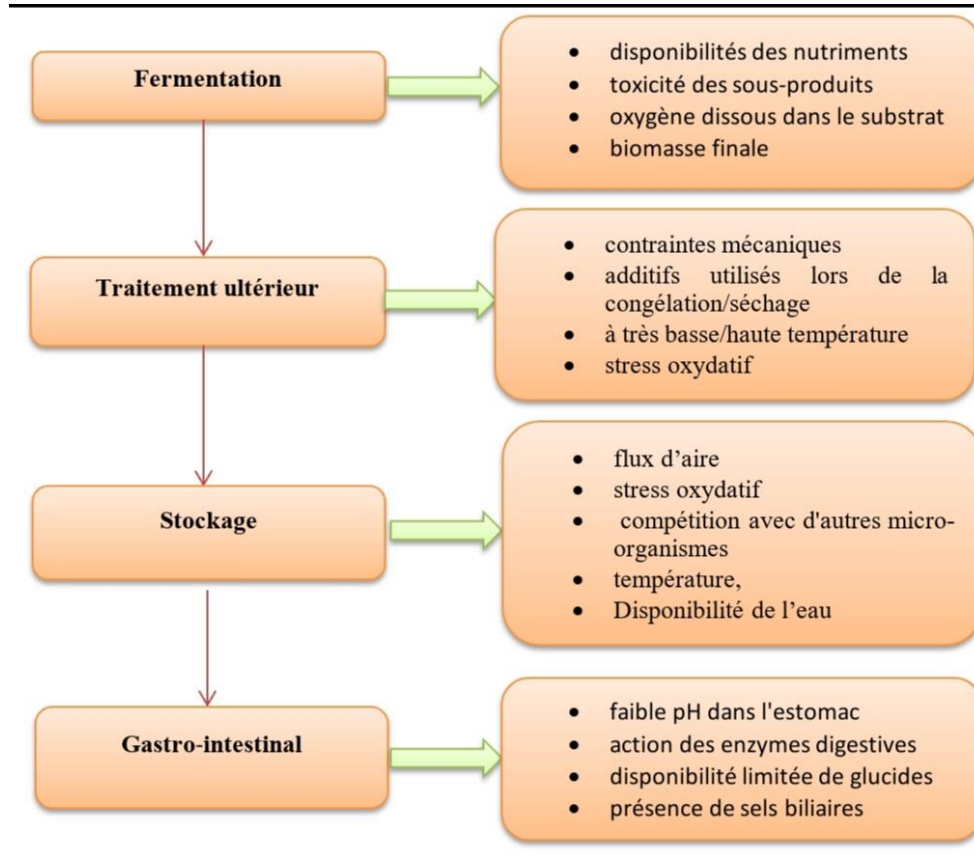 Fermentation
• disponibilités des nutriments
• toxicité des sous-produits
• oxygène dissous dans le substrat
• biomasse finale
Traitement ultérieur
• contraintes mécaniques
• additifs utilisés lors de la
congélation/séchage
• à très basse/haute température
• stress oxydatif
Stockage
• flux d’aire
• stress oxydatif
• compétition avec d'autres micro-
organismes
• température,
• Disponibilité de l’eau
Gastro-intestinal
• faible pH dans l'estomac
• action des enzymes digestives
• disponibilité limitée de glucides
• présence de sels biliaires